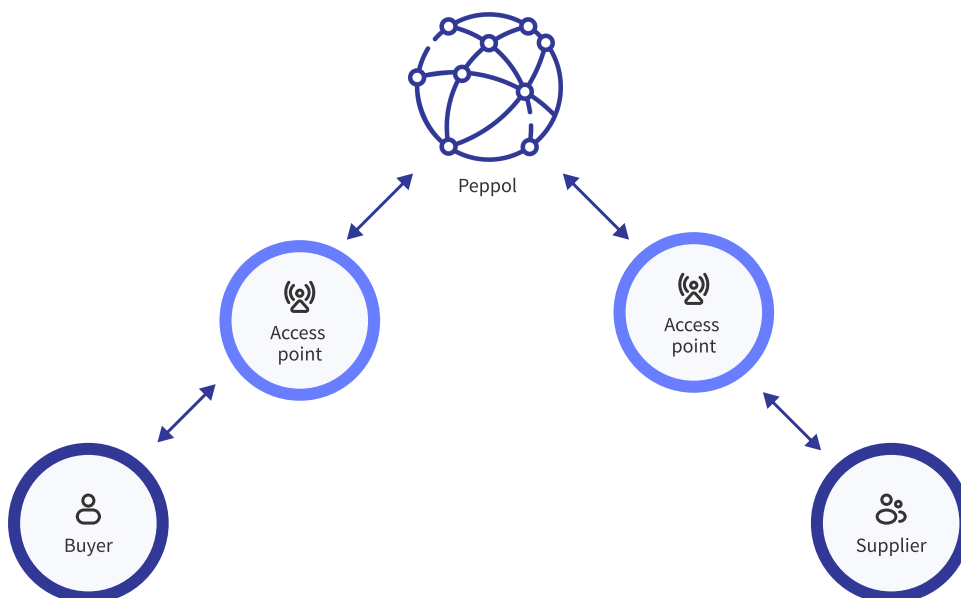 Peppol
Access
point
Access
point
Buyer
Supplier